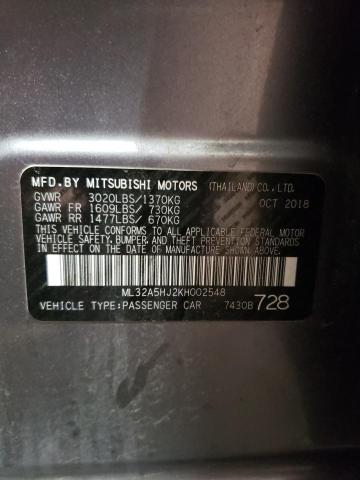 MFD.BY MITSUBISHI MOTORS (THAILAND)CO.,LTD.
GVWR 3020LBS/1370KG OCT 2018
GAWR FR 1609LBS/ 730KG
GAWR RR 1477LBS/ 670KG
THIS VEHICLE CONFORMS TO ALL APPLICABLE FEDERAL
MOTOR VEHICLE SAFETY, BUMPER, AND THEFT PREVENTION
STANDARDS IN EFFECT ON THE DATE OF
MANUFACTURE SHOWN ABOVE.
ML32A5HJ2KH002548
VEHICLE TYPE:PASSENGER CAR 7430B 728